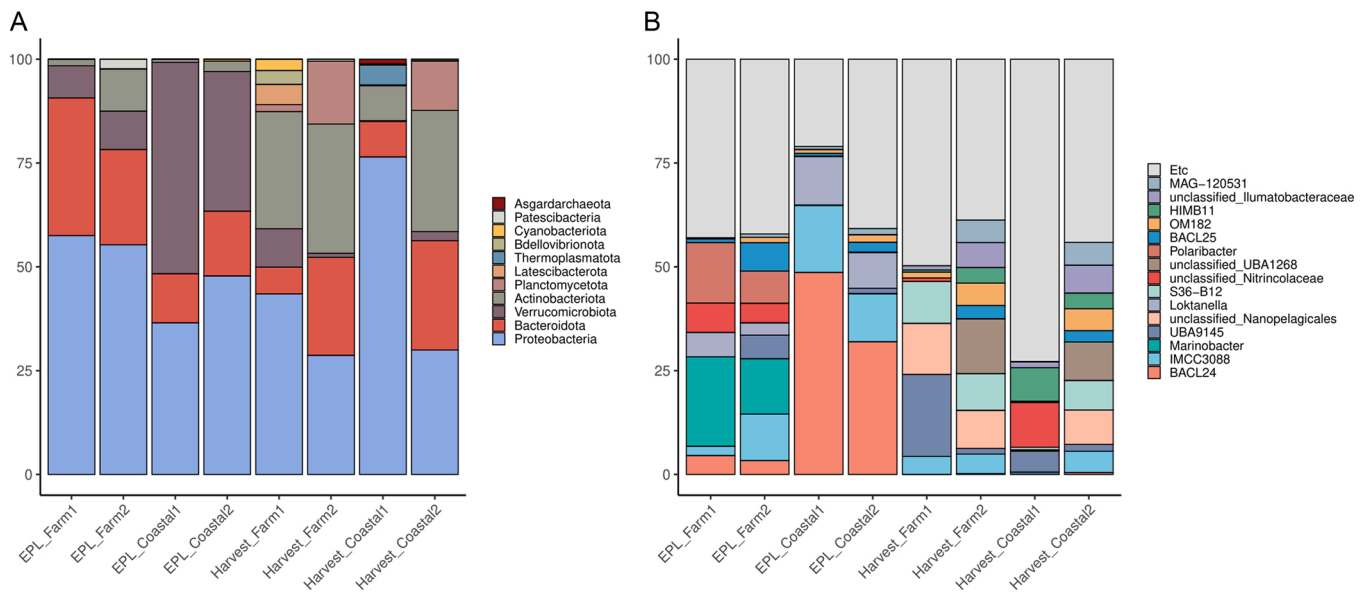 A
100
75
50
25
0
EPL_Farm1
EPL_Farm2
EPL_Coastal1
EPL_Coastal2
Harvest_Farm1
Harvest_Farm2
Harvest_Coastal1
Harvest_Coastal2
Asgardarchaeota
Patescibacteria
Cyanobacteriota
Bdellovibrionota
Thermoplasmatota
Latescibacterota
Planctomycetota
Actinobacteriota
Verrucomicrobiota
Bacteroidota
Proteobacteria
B
100
75
50
25
0
EPL_Farm1
EPL_Farm2
EPL_Coastal1
EPL_Coastal2
Harvest_Farm1
Harvest_Farm2
Harvest_Coastal1
Harvest_Coastal2
Etc
MAG−120531
unclassified_Ilumatobacteraceae
HIMB11
OM182
BACL25
Polaribacter
unclassified_UBA1268
unclassified_Nitrincolaceae
S36−B12
Loktanella
unclassified_Nanopelagicales
UBA9145
Marinobacter
IMCC3088
BACL24